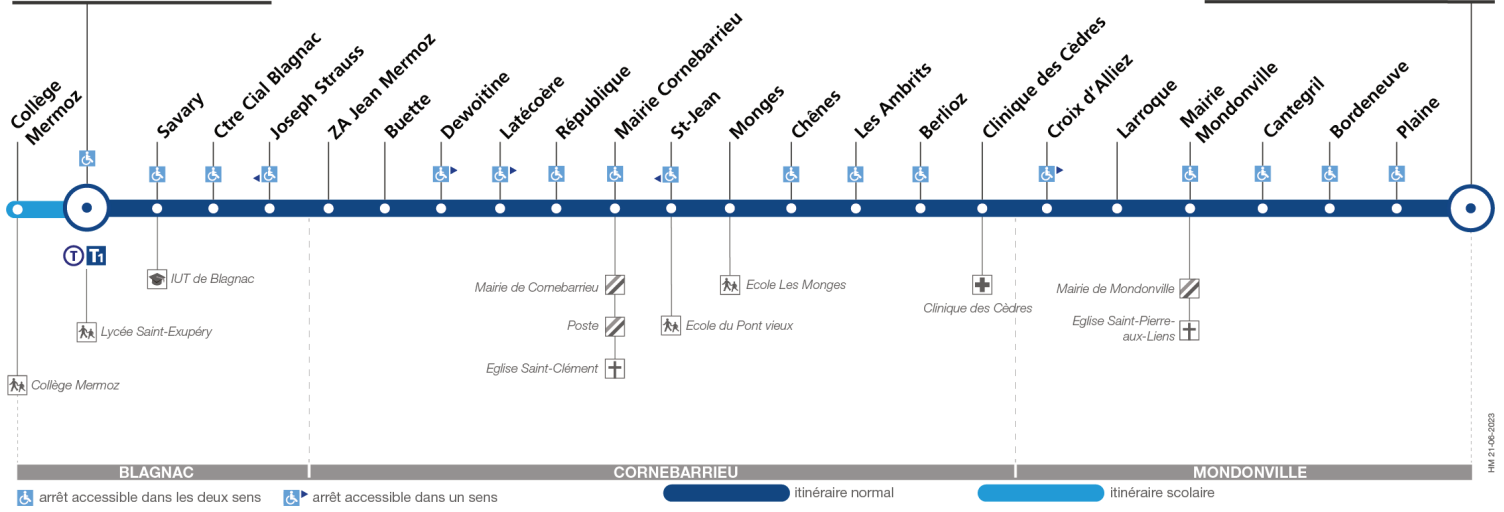 Collège
Mermoz
Savary
Ctre Cial Blagnac
Joseph Strauss
ZA Jean Mermoz
Buette
Dewoitine
Latécoère
République
Mairie Cornebarrieu
St-Jean
Monges
Chênes
Les Ambrits
Berlioz
Clinique des Cèdres
Croix d'Alliez
Larroque
Mairie
Mondonville
Cantegril
Bordeneuve
Plaine
T T1
IUT de Blagnac
Lycée Saint-Exupéry
Collège Mermoz
Mairie de Cornebarrieu
Poste
Eglise Saint-Clément
Ecole du Pont vieux
Ecole Les Monges
Clinique des Cèdres
Mairie de Mondonville
Eglise Saint-Pierre-
aux-Liens
HM 21-06-2023
BLAGNAC
CORNEBARRIEU
MONDONVILLE
arrêt accessible dans les deux sens
arrêt accessible dans un sens
itinéraire normal
itinéraire scolaire